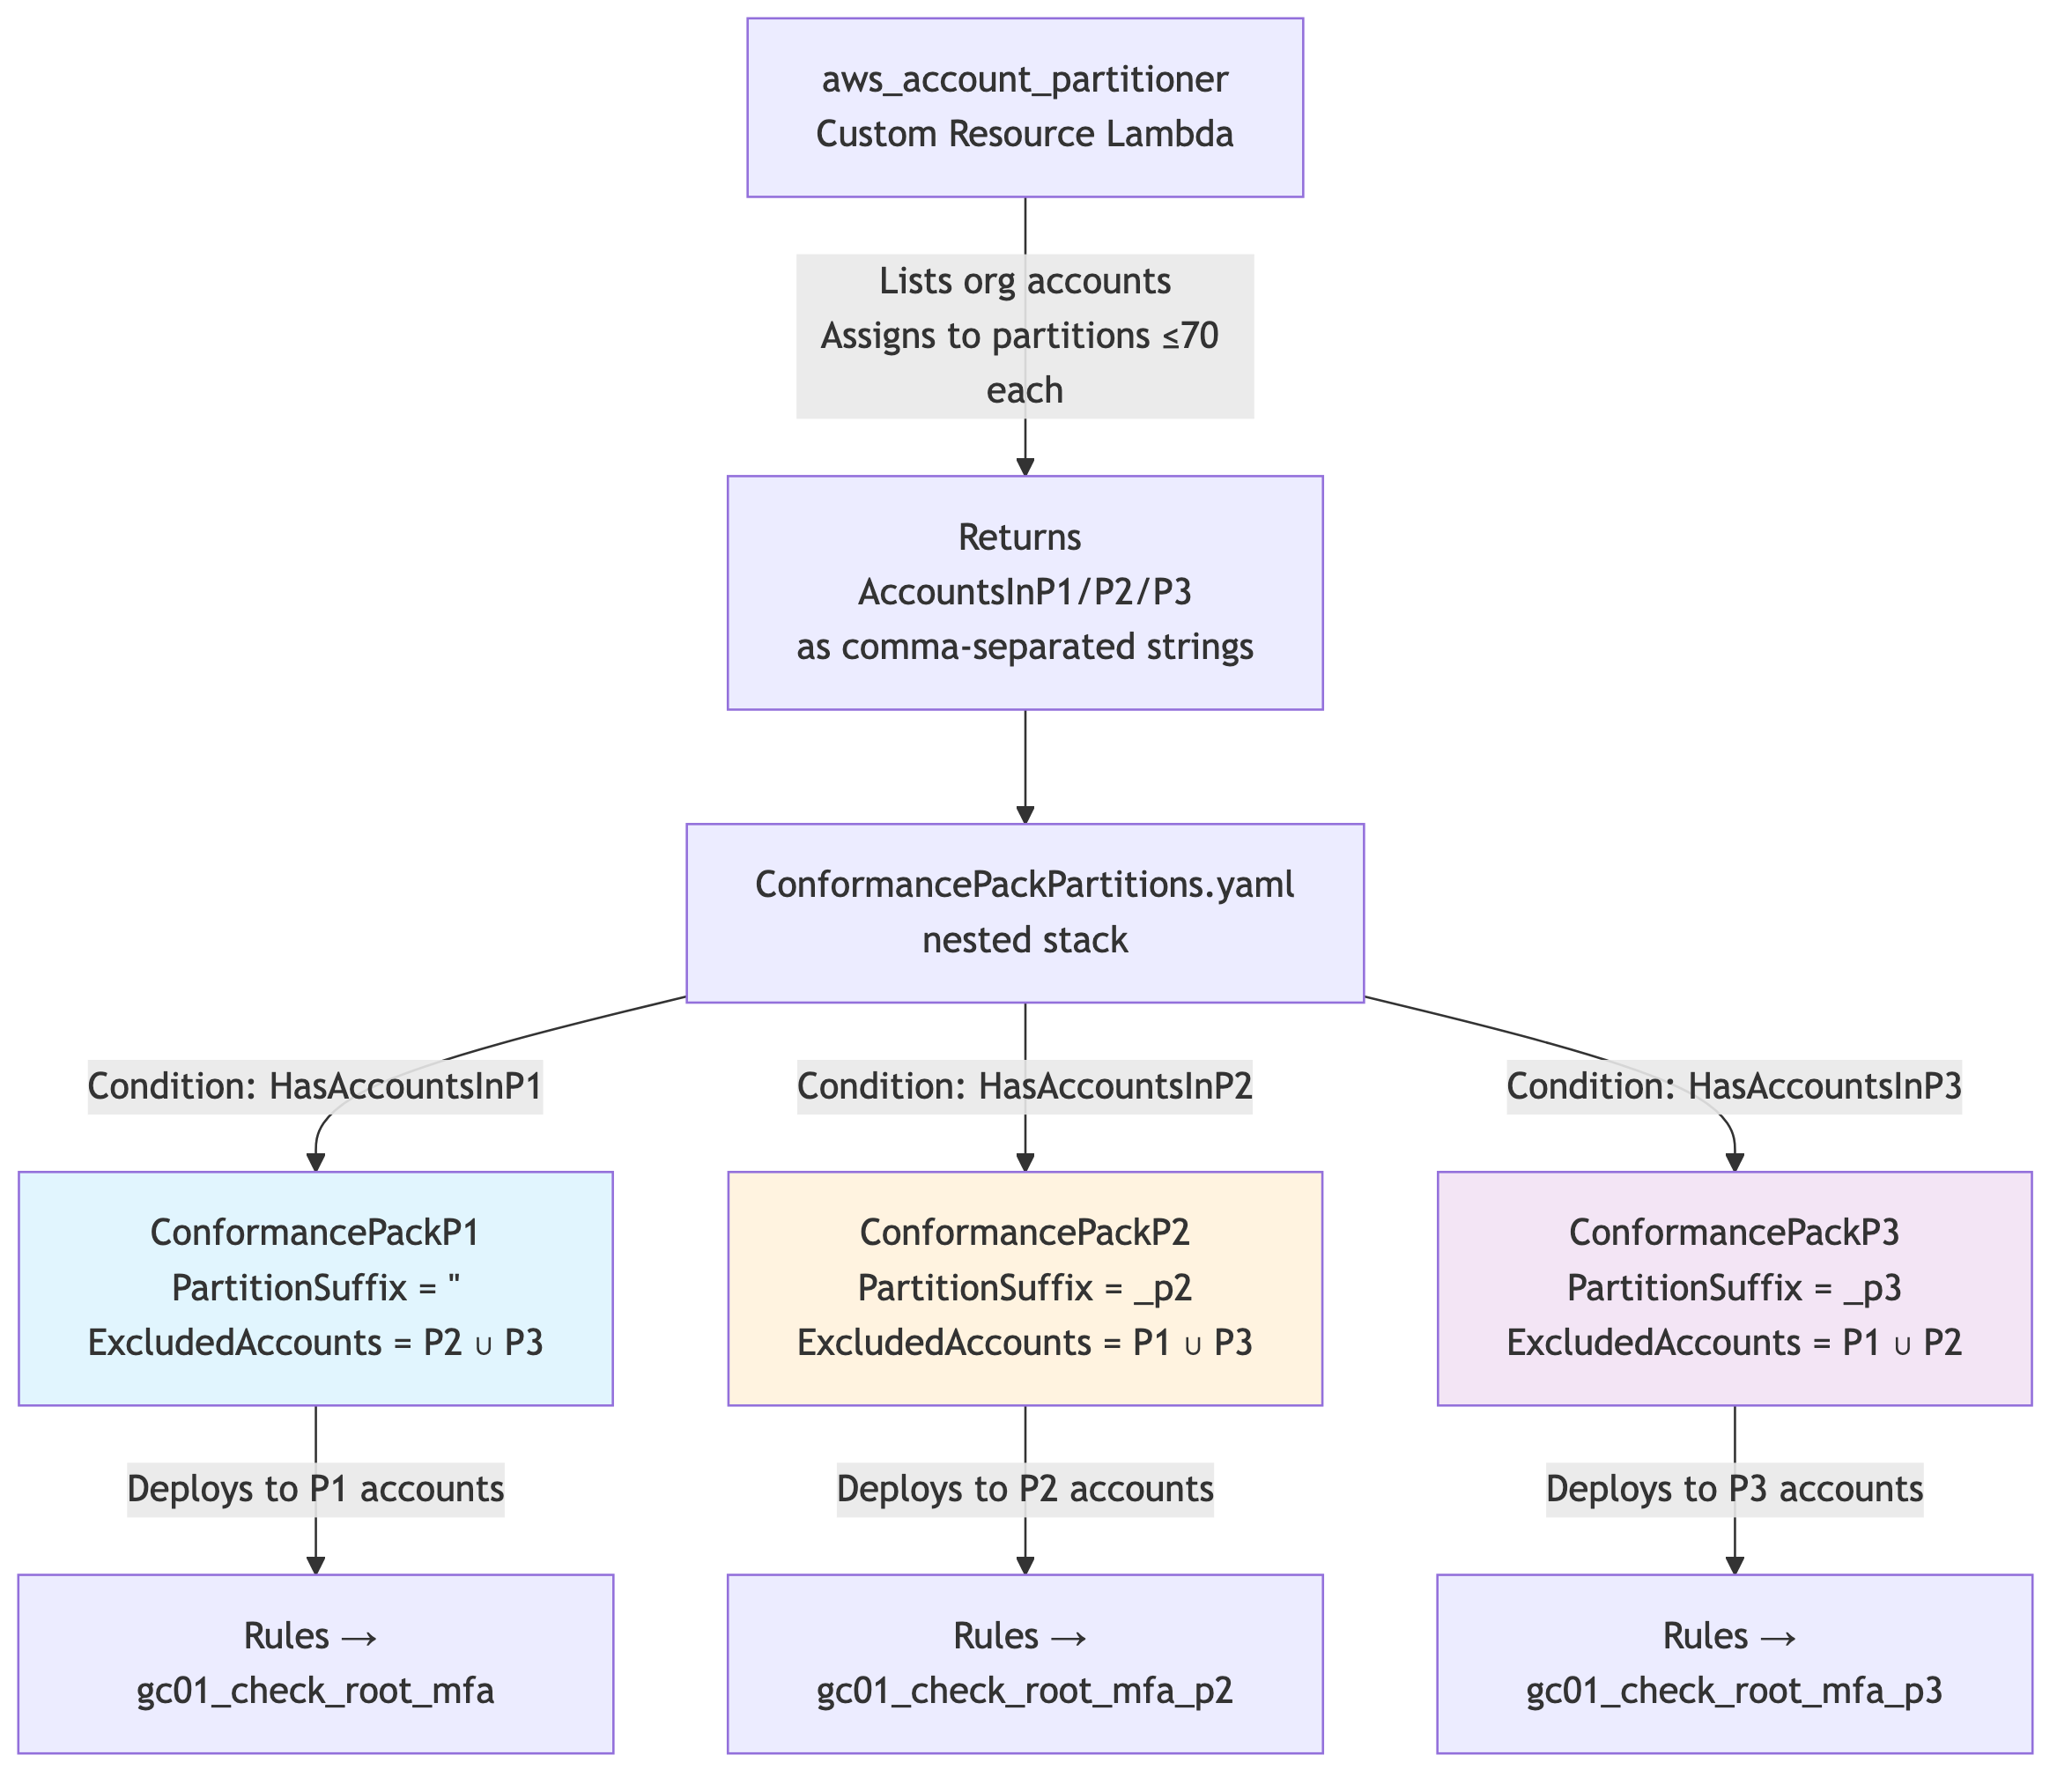 aws_account_partitioner
Custom Resource Lambda
Lists org accounts
Assigns to partitions ≤70
each
Returns
AccountsInP1/P2/P3
as comma-separated strings
ConformancePackPartitions.yaml
nested stack
Condition: HasAccountsInP1
Condition: HasAccountsInP2
Condition: HasAccountsInP3
ConformancePackP1
PartitionSuffix = "
ExcludedAccounts = P2 ∪ P3
ConformancePackP2
PartitionSuffix = _p2
ExcludedAccounts = P1 ∪ P3
ConformancePackP3
PartitionSuffix = _p3
ExcludedAccounts = P1 ∪ P2
Deploys to P1 accounts
Deploys to P2 accounts
Deploys to P3 accounts
Rules →
gc01_check_root_mfa
Rules →
gc01_check_root_mfa_p2
Rules →
gc01_check_root_mfa_p3